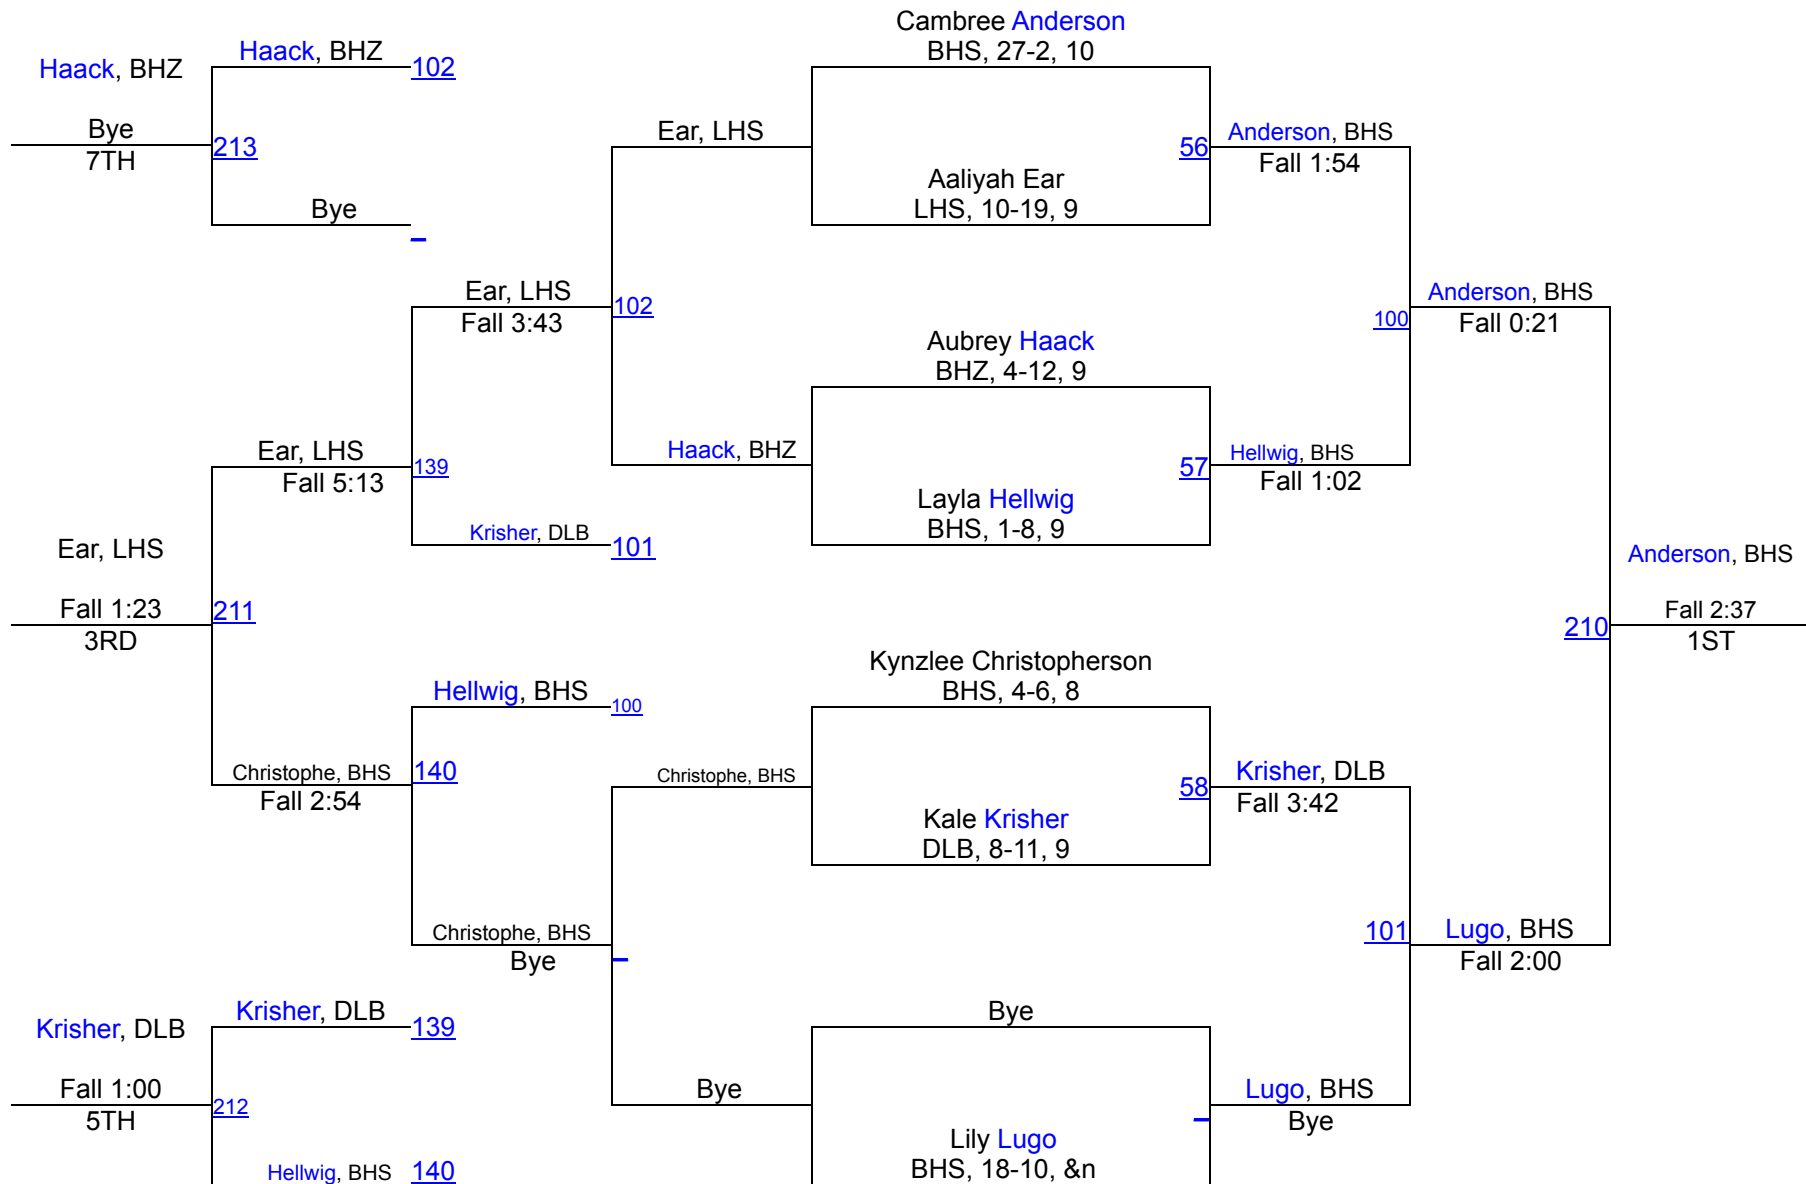 Cambree Anderson
BHS, 27-2, 10
Haack, BHZ
Haack, BHZ
102
Bye
7TH
213
Bye
-
Ear, LHS
Aaliyah Ear
LHS, 10-19, 9
56
Anderson, BHS
Fall 1:54
Ear, LHS
Fall 3:43
102
Aubrey Haack
BHZ, 4-12, 9
100
Anderson, BHS
Fall 0:21
Ear, LHS
Fall 5:13
139
Haack, BHZ
Layla Hellwig
BHS, 1-8, 9
57
Hellwig, BHS
Fall 1:02
Krisher, DLB
101
Ear, LHS
Fall 1:23
3RD
211
Anderson, BHS
Fall 2:37
1ST
210
Kynzlee Christopherson
BHS, 4-6, 8
Hellwig, BHS
100
Christophe, BHS
Fall 2:54
140
Christophe, BHS
Kale Krisher
DLB, 8-11, 9
58
Krisher, DLB
Fall 3:42
Christophe, BHS
Bye
-
101
Lugo, BHS
Fall 2:00
Krisher, DLB
Krisher, DLB
139
Bye
Fall 1:00
5TH
212
Hellwig, BHS
140
Bye
Lily Lugo
BHS, 18-10, &n
-
Lugo, BHS
Bye